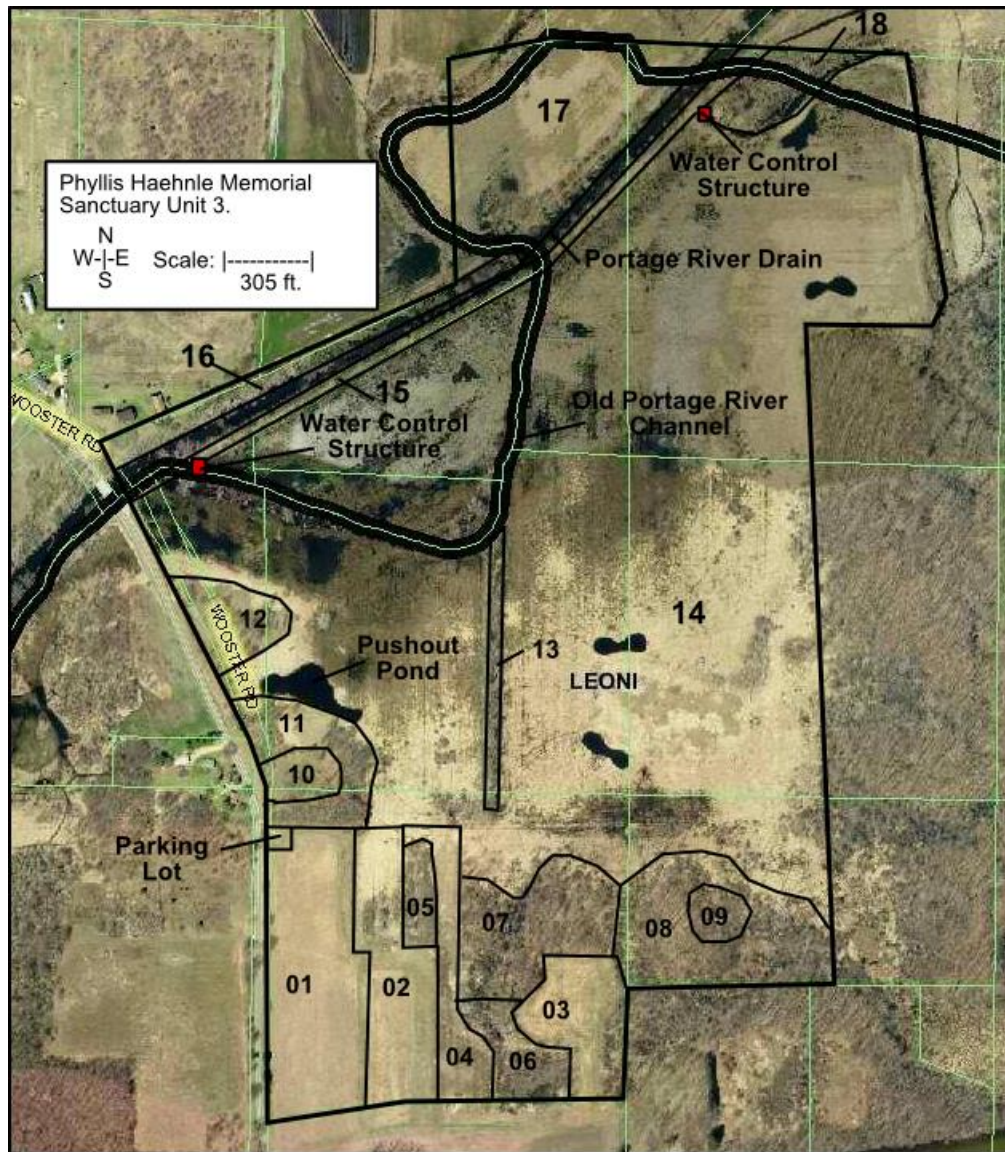 18
17
Water Control
Structure
Phyllis Haehnle Memorial
Sanctuary Unit 3.
N
W-|-E
S
Scale: |-----------|
305 ft.
Portage River Drain
16
15
WOOSTER RD
Water Control
Structure
Old Portage River
Channel
12
WOOSTER RD
14
13
Pushout
Pond
LEONI
11
10
Parking
Lot
05
07
08
09
01
02
03
04
06